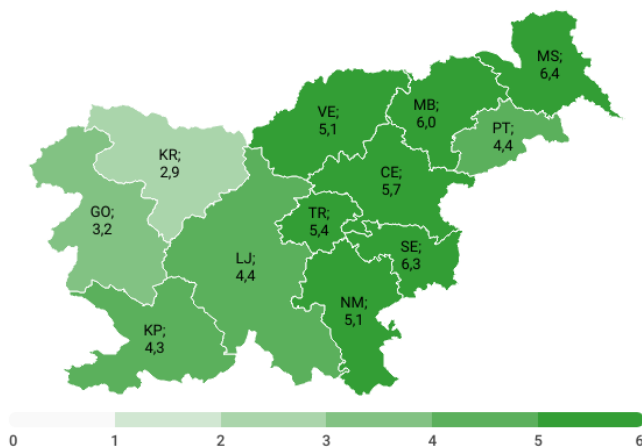 MS;
6,4
VE;
5,1
MB;
6,0
PT;
4,4
KR;
2,9
CE;
5,7
GO;
3,2
TR;
5,4
LJ;
4,4
SE;
6,3
NM;
5,1
KP;
4,3
0 1 2 3 4 5 6